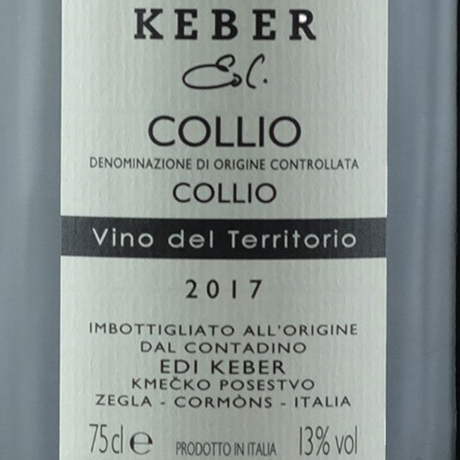 KEBER
COLLIO
DENOMINAZIONE DI ORIGINE CONTROLLATA
COLLIO
Vino del Territorio
2017
IMBOTTIGLIATO ALL'ORIGINE
DAL CONTADINO
EDI KEBER
KMEČKO POSESTVO
ZEGLA - CORMÒNS - ITALIA
75cl e PRODOTTO IN ITALIA 13% vol